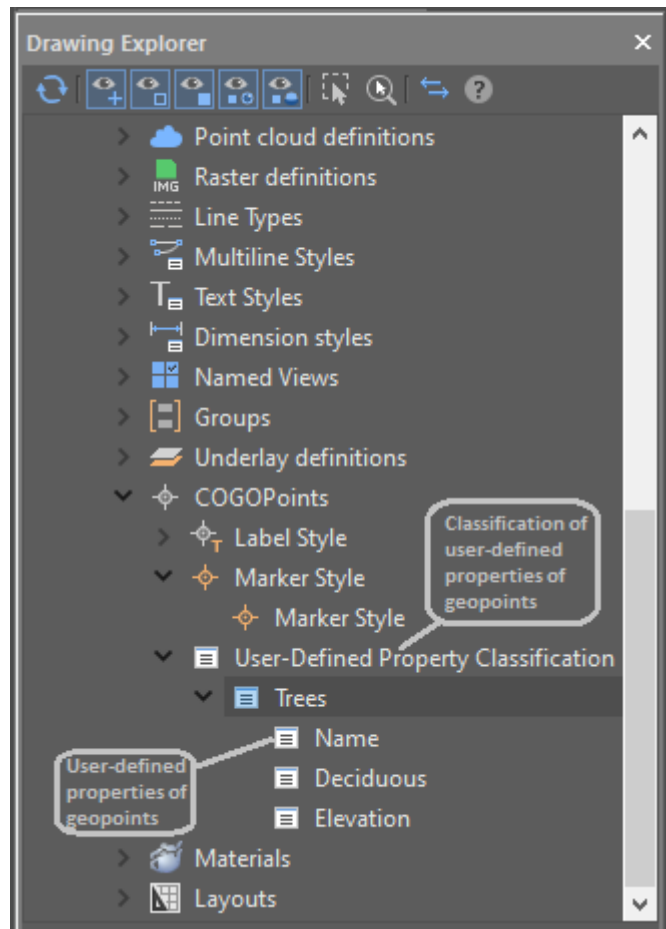 Drawing Explorer
Point cloud definitions
IMG
Raster definitions
Line Types
Multiline Styles
T Text Styles
Dimension styles
Named Views
Groups
Underlay definitions
COGOPoints
T Label Style
Marker Style
Marker Style
Classification of
user-defined
properties of
geopoints
User-Defined Property Classification
Trees
Name
Deciduous
Elevation
User-defined
properties of
geopoints
Materials
Layouts